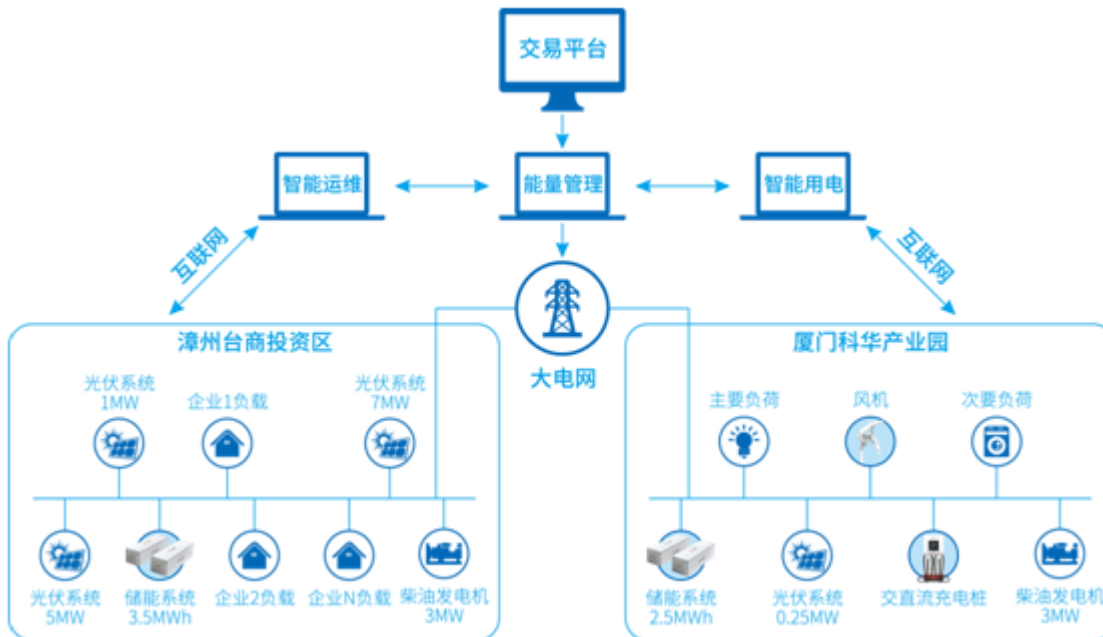 交易平台
智能运维
能量管理
智能用电
互联网
互联网
大电网
漳州台商投资区
光伏系统
1MW
企业1负载
光伏系统
7MW
光伏系统
5MW
储能系统
3.5MWh
企业2负载
企业N负载
柴油发电机
3MW
厦门科华产业园
主要负荷
风机
次要负荷
储能系统
2.5MWh
光伏系统
0.25MW
交直流充电桩
柴油发电机
3MW